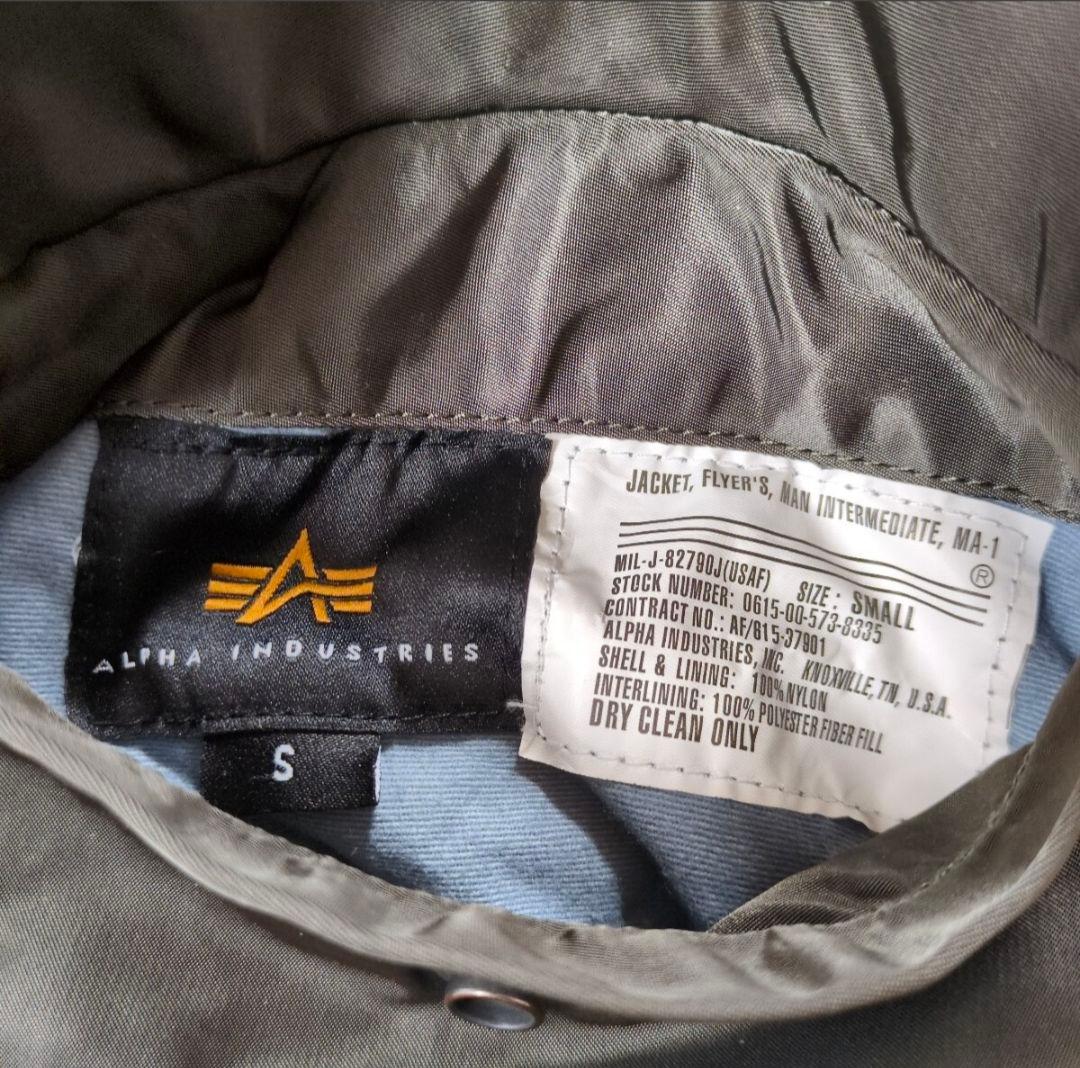 ALPHA INDUSTRIES
S
JACKET, FLYER'S, MAN INTERMEDIATE, MA-1
®
MIL-J-82790J(USAF) SIZE: SMALL
STOCK NUMBER: 0615-00-573-8335
CONTRACT NO.: AF/615-37901
ALPHA INDUSTRIES, INC. KNOXVILLE, TN, U.S.A.
SHELL & LINING: 100% NYLON
INTERLINING: 100% POLYESTER FIBER FILL
DRY CLEAN ONLY